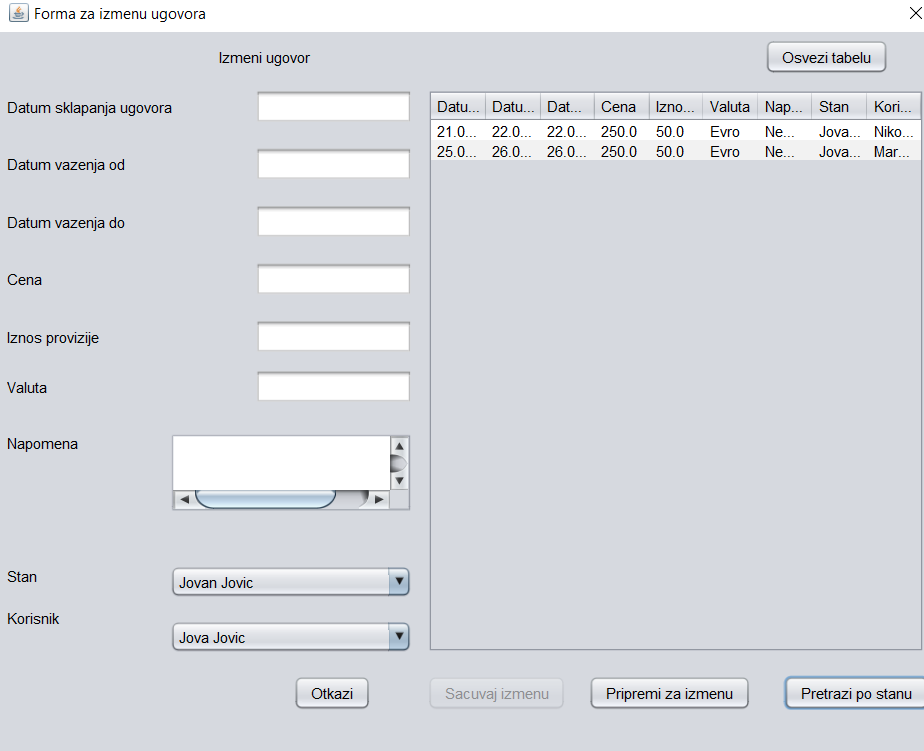 Forma za izmenu ugovora
Izmeni ugovor
Osvezi tabelu
Datum sklapanja ugovora
Datum vazenja od
Datum vazenja do
Cena
Iznos provizije
Valuta
Napomena
Stan
Jovan Jovic
Korisnik
Jova Jovic
Datu... Datu... Dat... Cena Izno... Valuta Nap... Stan Kori...
21.0... 22.0... 22.0... 250.0 50.0 Evro Ne... Jova... Niko...
25.0... 26.0... 26.0... 250.0 50.0 Evro Ne... Jova... Mar...
Otkazi
Sacuvaj izmenu
Pripremi za izmenu
Pretrazi po stanu